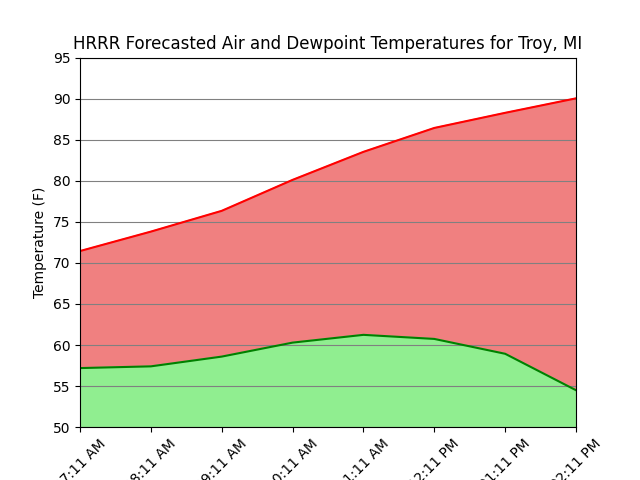 HRRR Forecasted Air and Dewpoint Temperatures for Troy, MI
95
90
85
80
75
70
65
60
55
50
Temperature (F)
7:11 AM
8:11 AM
9:11 AM
0:11 AM
1:11 AM
2:11 PM
01:11 PM
02:11 PM